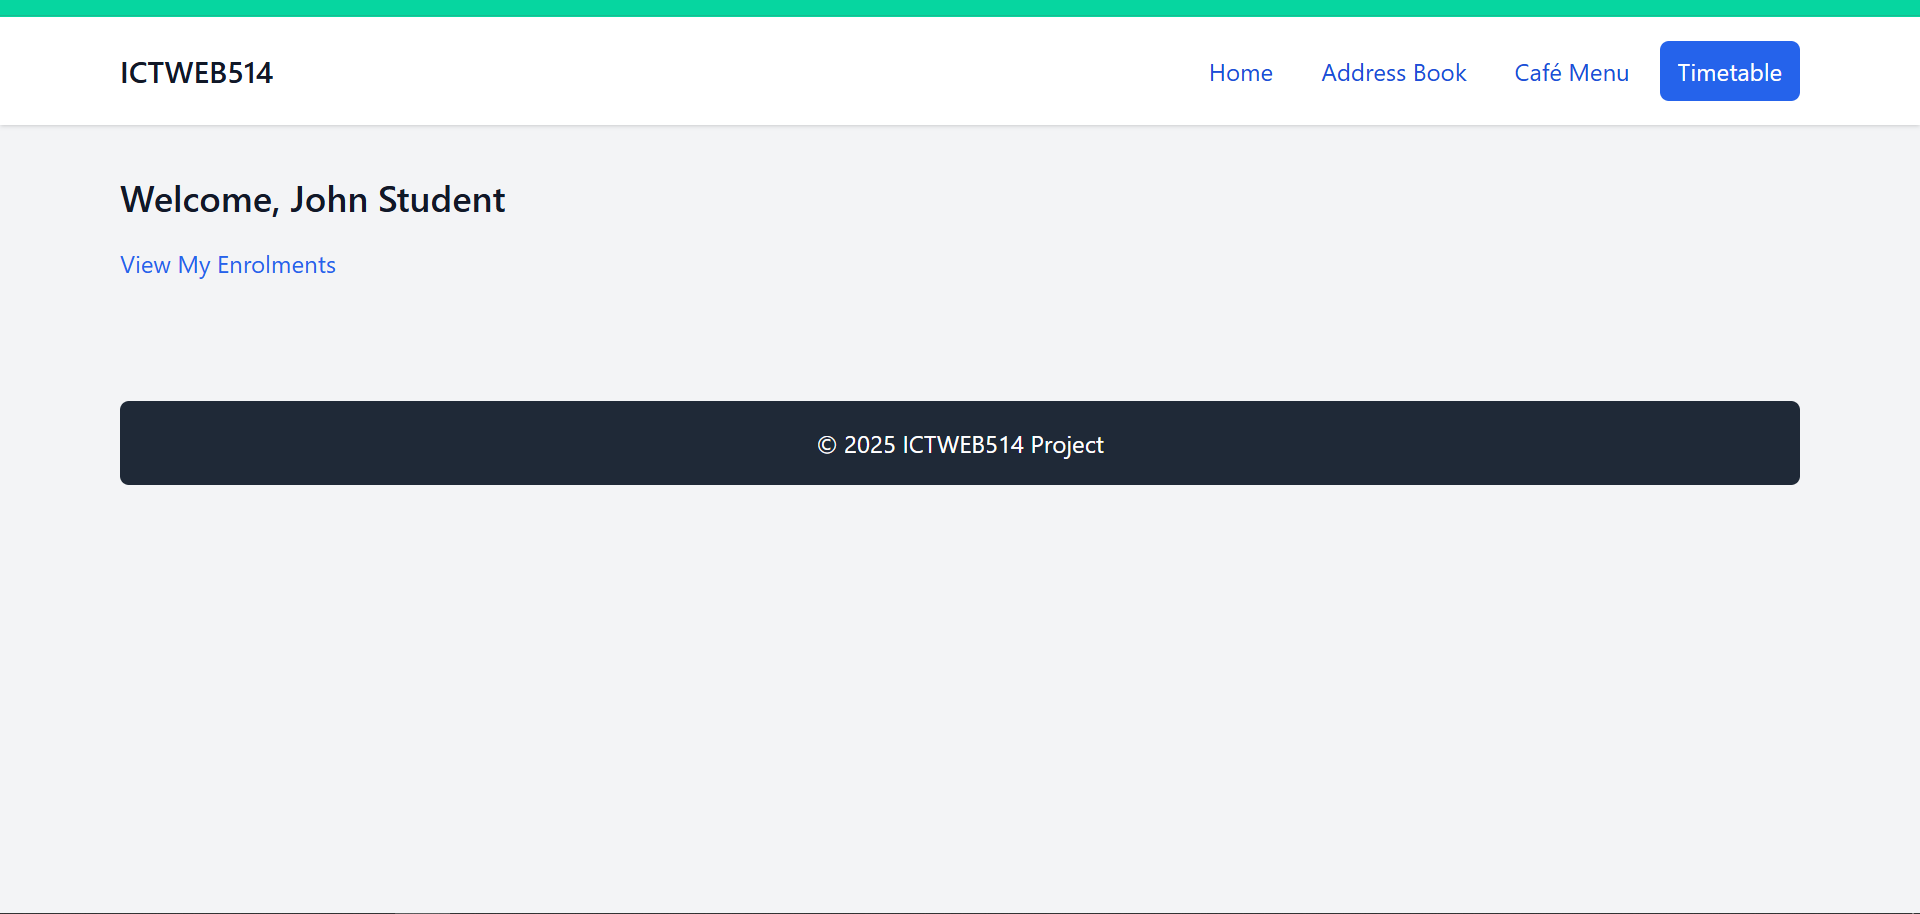 ICTWEB514
Home Address Book Café Menu Timetable
Welcome, John Student
View My Enrolments
© 2025 ICTWEB514 Project